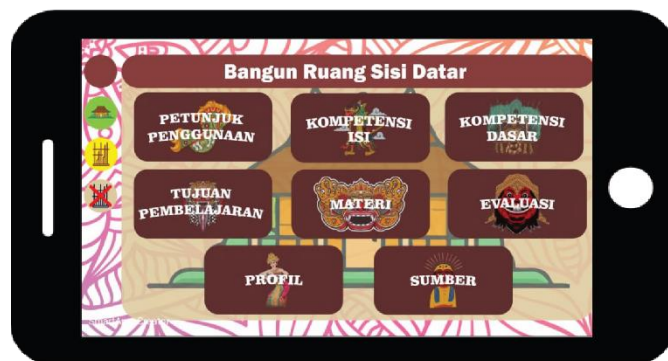 Bangun Ruang Sisi Datar
PETUNJUK
PENGGUNAAN
KOMPETENSI
ISI
KOMPETENSI
DASAR
TUJUAN
PEMBELAJARAN
MATERI
EVALUASI
PROFIL
SUMBER